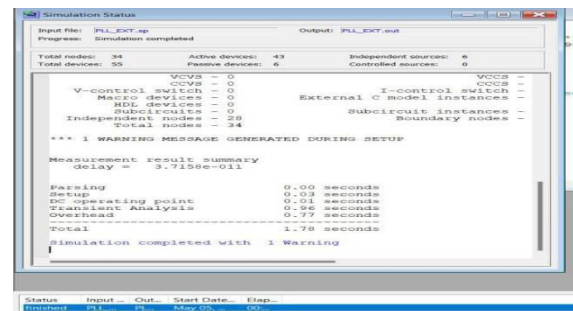 Simulation Status
Input file: PLL_EXT.sp Output: PLL_EXT.out
Progress: Simulation completed
Total nodes: 34 Active devices: 43 Independent sources: 6
Total devices: 55 Passive devices: 6 Controlled sources: 0
VCVS - 0 VCCS -
CCVS - 0 CCCS -
V-control switch - 0 I-control switch -
Macro devices - 0 External C model instances -
HDL devices - 0
Subcircuits - 0 Subcircuit instances -
Independent nodes - 28 Boundary nodes -
Total nodes - 34
*** 1 WARNING MESSAGE GENERATED DURING SETUP
Measurement result summary
delay = 3.7158e-011
Parsing 0.00 seconds
Setup 0.03 seconds
DC operating point 0.01 seconds
Transient Analysis 0.96 seconds
Overhead 0.77 seconds
Total 1.78 seconds
Simulation completed with 1 Warning
Status Input ... Out... Start Date... Elap...
finished PLL_... PL... May 05, ... 00:...